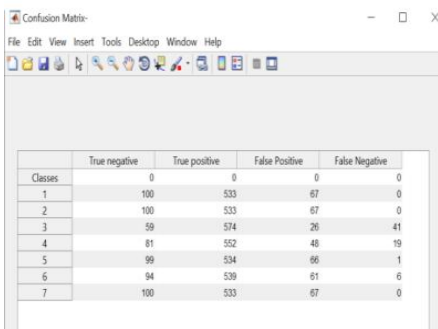 Confusion Matrix-
File Edit View Insert Tools Desktop Window Help
True negative True positive False Positive False Negative
Classes 0 0 0 0
1 100 533 67 0
2 100 533 67 0
3 59 574 26 41
4 81 552 48 19
5 99 534 66 1
6 94 539 61 6
7 100 533 67 0